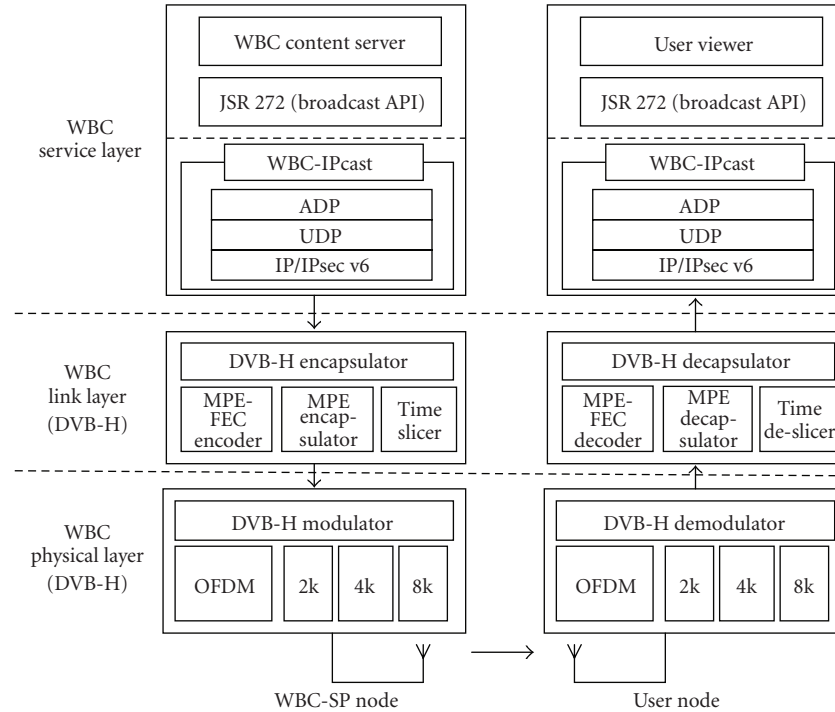 WBC
service layer
WBC content server
JSR 272 (broadcast API)
WBC-IPcast
ADP
UDP
IP/IPsec v6
User viewer
JSR 272 (broadcast API)
WBC-IPcast
ADP
UDP
IP/IPsec v6
WBC
link layer
(DVB-H)
DVB-H encapsulator
MPE-
FEC
encoder
MPE
encap-
sulator
Time
slicer
DVB-H decapsulator
MPE-
FEC
decoder
MPE
decap-
sulator
Time
de-slicer
WBC
physical layer
(DVB-H)
DVB-H modulator
OFDM
2k
4k
8k
DVB-H demodulator
OFDM
2k
4k
8k
WBC-SP node
User node